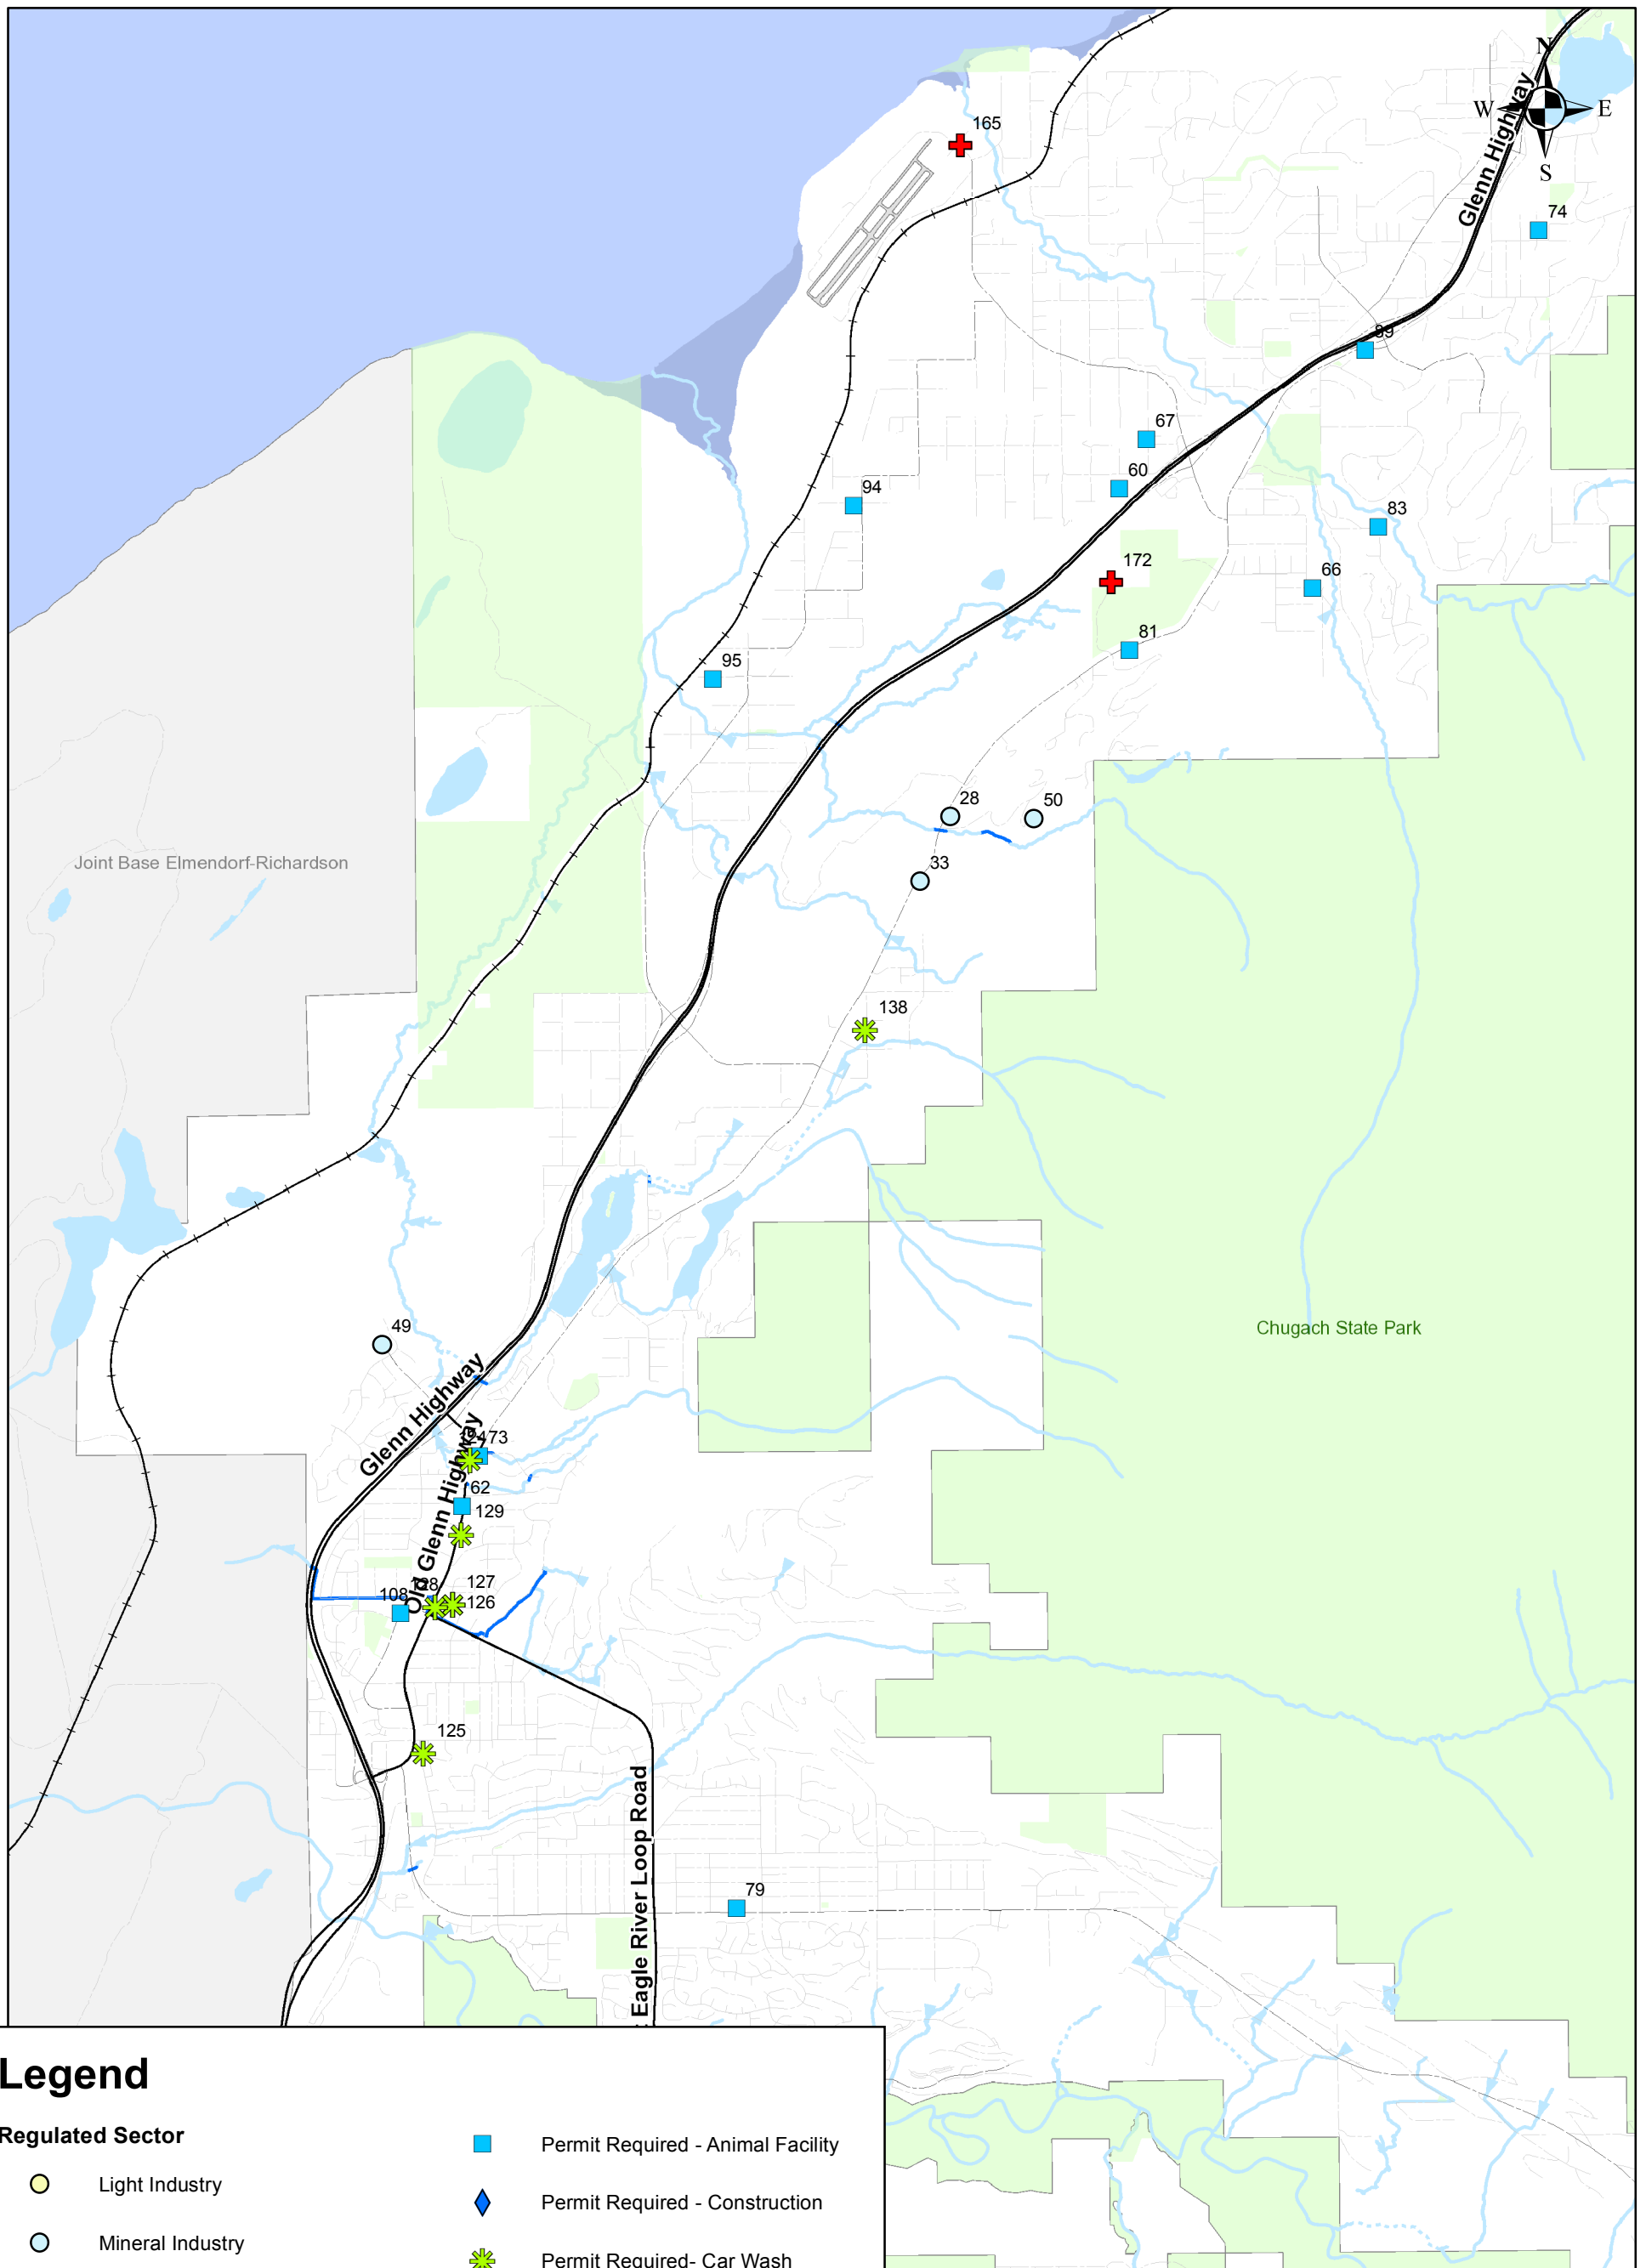 N
W
E
S
Glenn Highway
165
74
89
67
60
94
83
172
66
81
95
28
50
Joint Base Elmendorf-Richardson
33
138
Chugach State Park
49
Glenn Highway
Old Glenn Highway
73
62
129
127
108
128
126
125
Eagle River Loop Road
79
Legend
Regulated Sector
Light Industry
Mineral Industry
Permit Required - Animal Facility
Permit Required - Construction
Permit Required- Car Wash